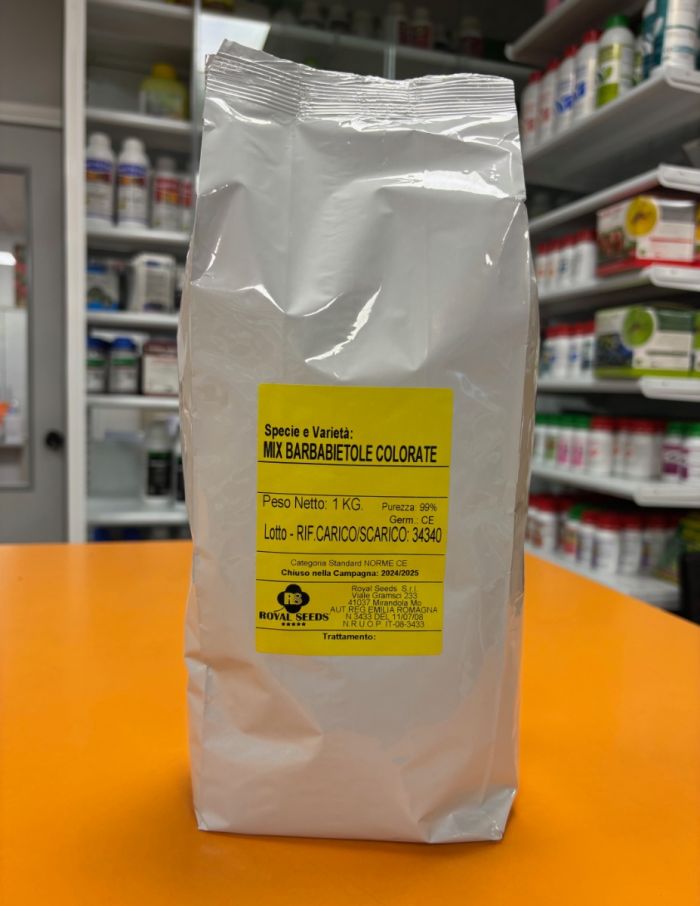 Specie e Varietà:
MIX BARBABIETOLE COLORATE
Peso Netto: 1 KG. Purezza: 99%
Germ.: CE
Lotto - RIF.CARICO/SCARICO: 34340
Categoria Standard NORME CE
Chiuso nella Campagna: 2024/2025
RS
ROYAL SEEDS
Royal Seeds S.r.l.
Viale Gramsci 233
41037 Mirandola Mo
AUT.REG.EMILIA ROMAGNA
N.3433 DEL 11/07/08
N.R.U.O.P. IT-08-3433
Trattamento: